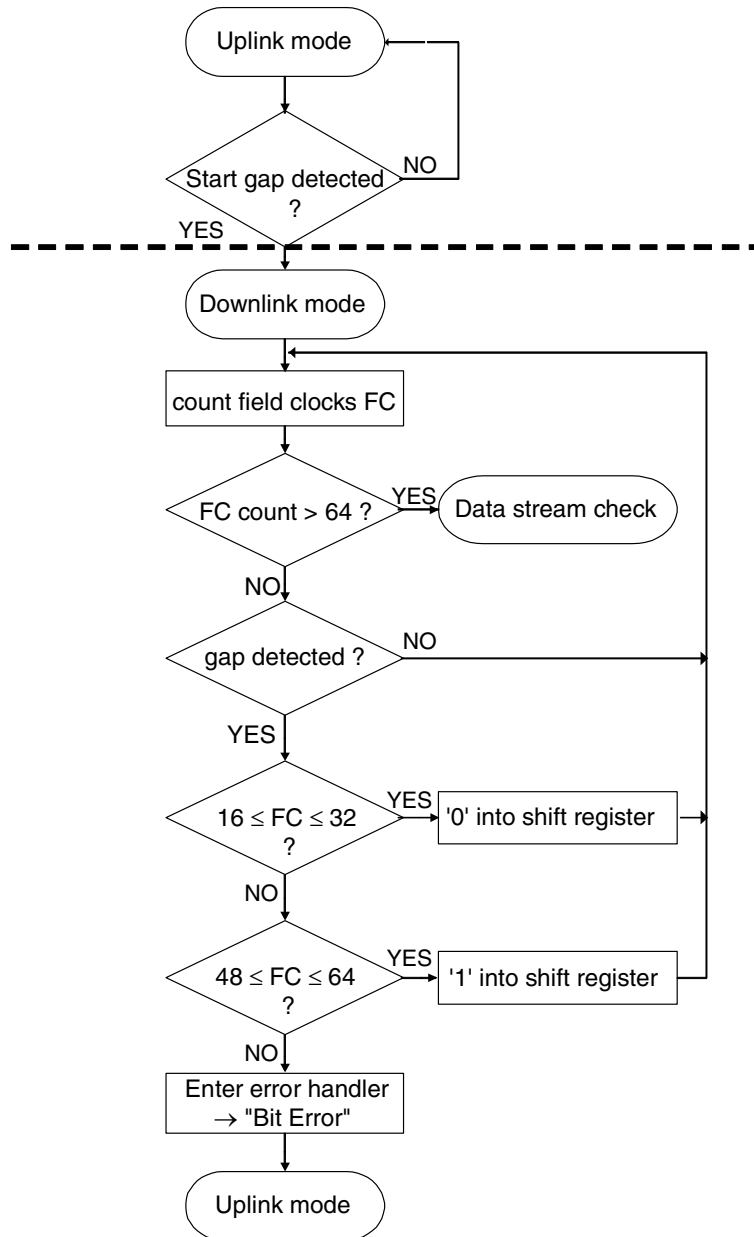 Uplink mode
NO
Start gap detected
?
YES
Downlink mode
count field clocks FC
FC count > 64 ?
YES
Data stream check
NO
gap detected ?
NO
YES
16 ≤ FC ≤ 32
?
YES
'0' into shift register
NO
48 ≤ FC ≤ 64
?
YES
'1' into shift register
NO
Enter error handler
→ "Bit Error"
Uplink mode